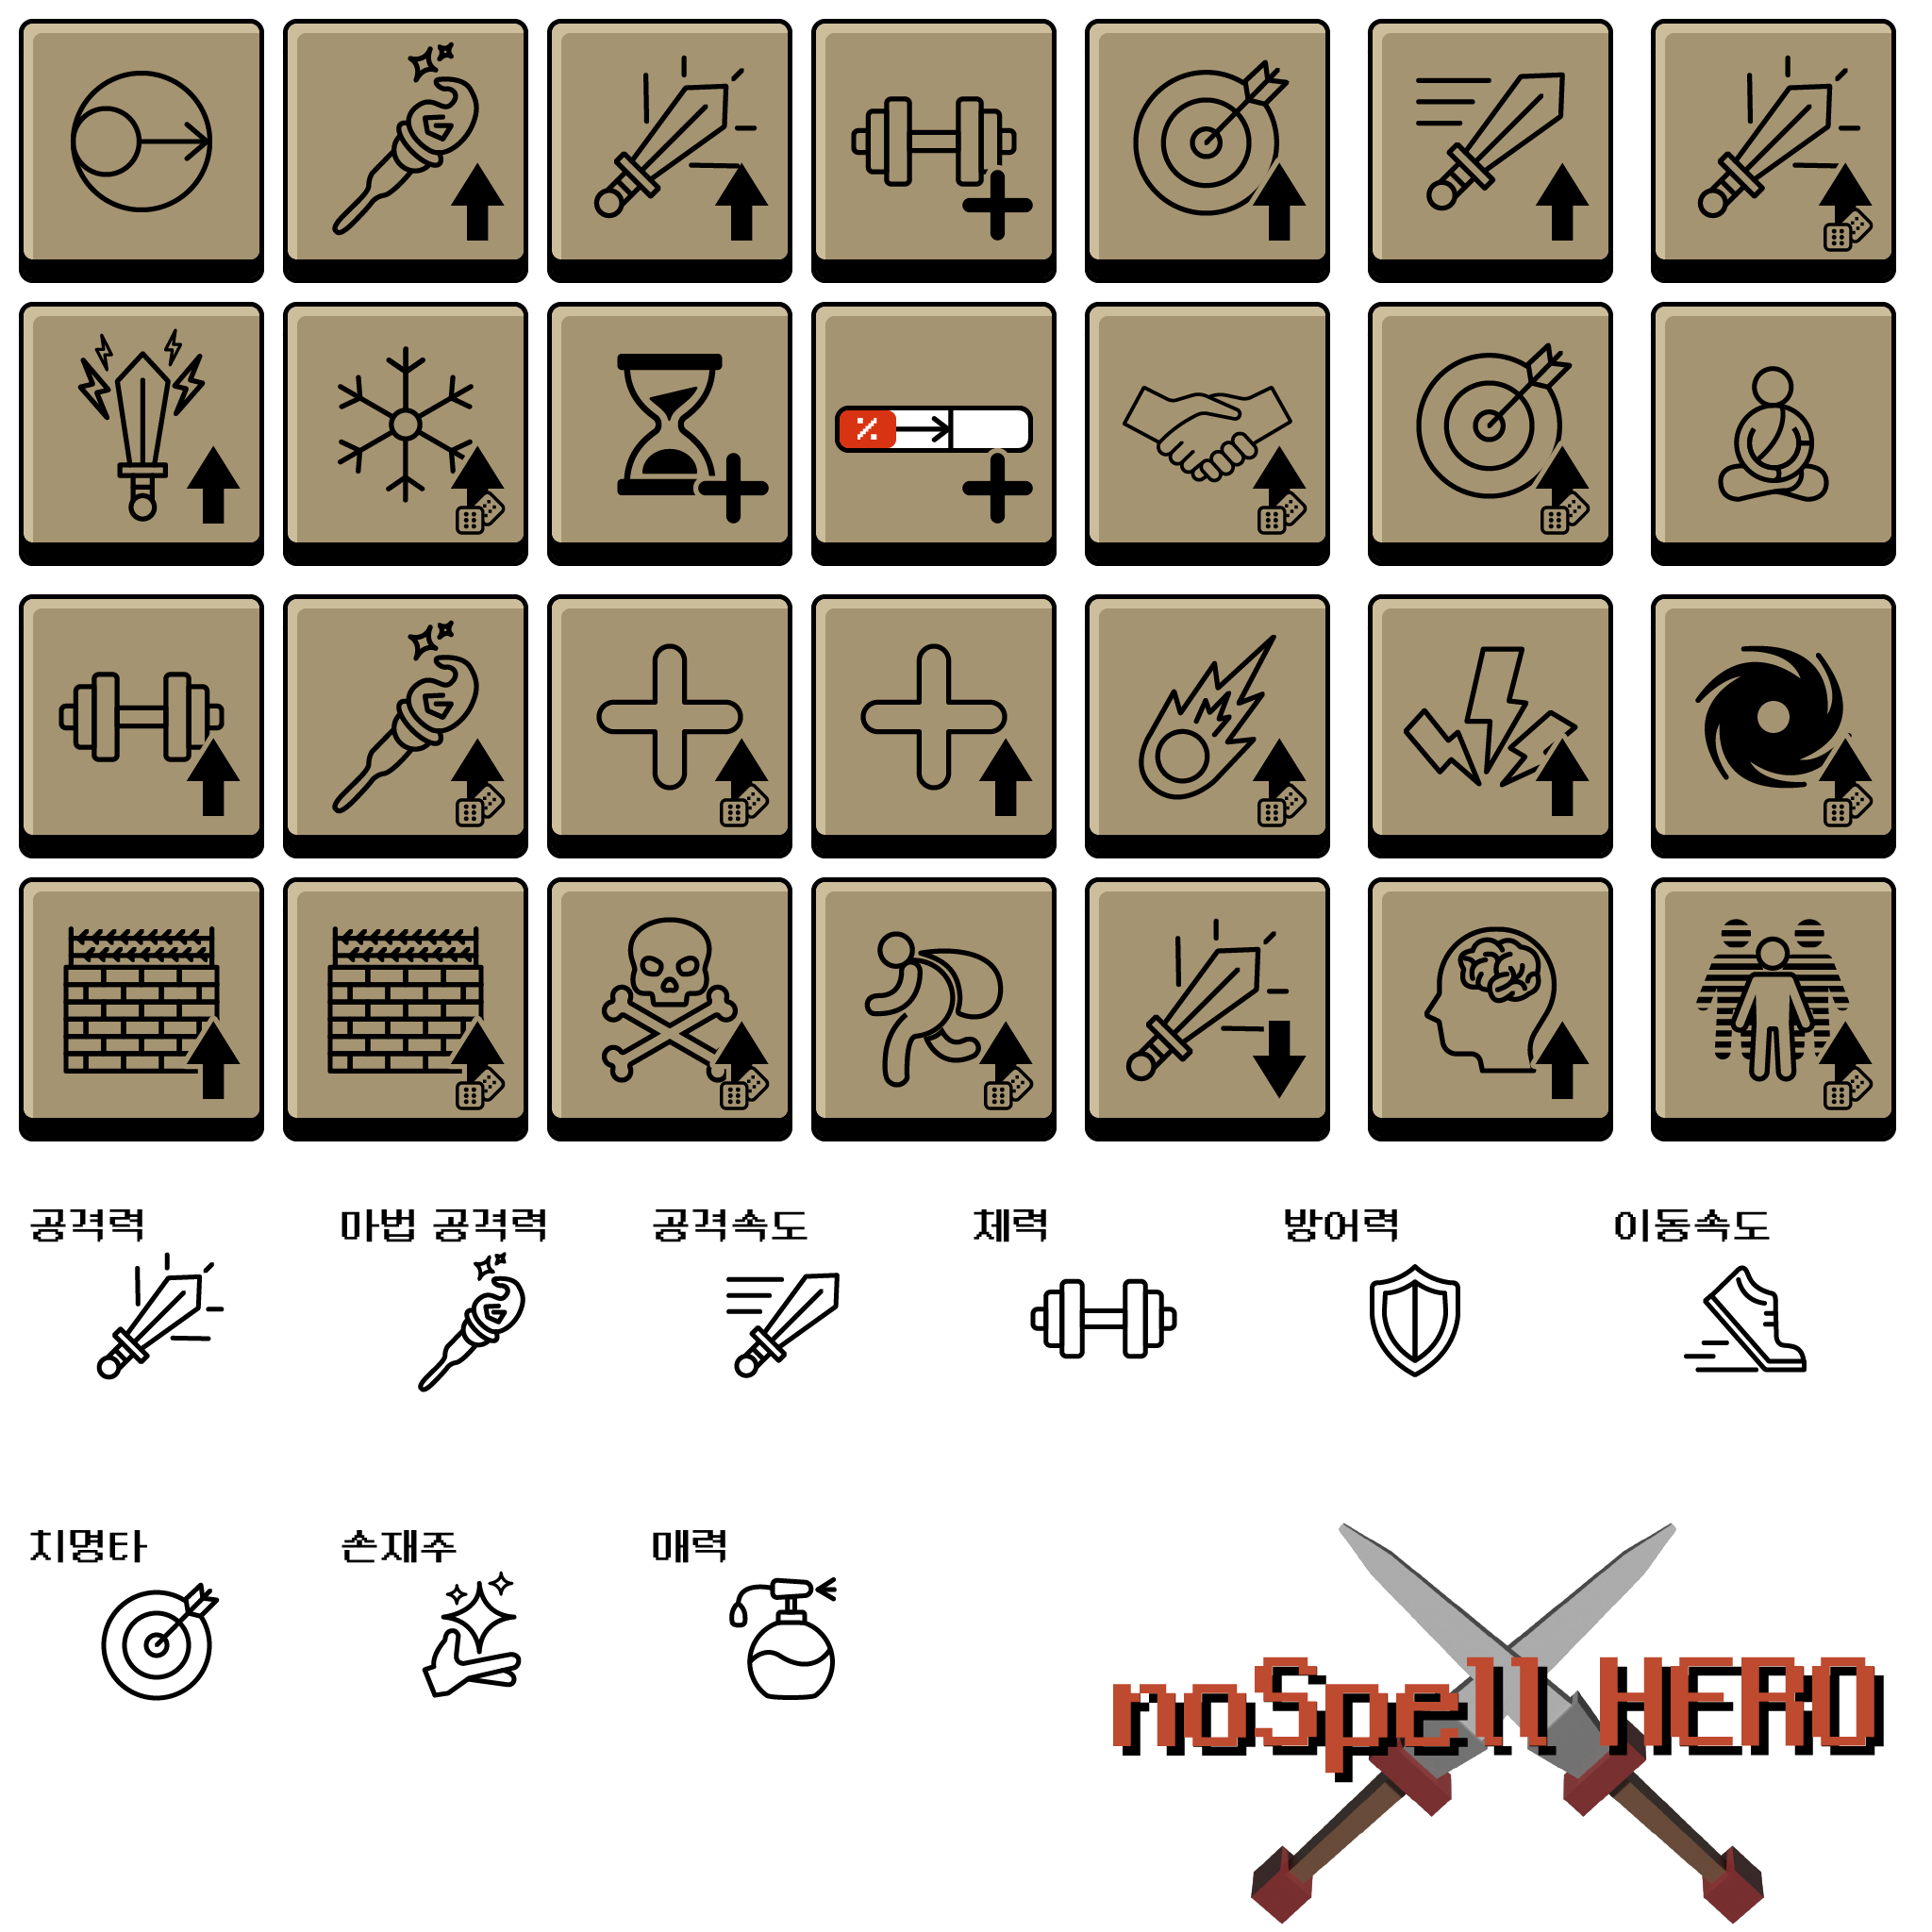 %
공격력
마법 공격력
공격속도
체력
방어력
이동속도
치명타
손재주
매력
noSpell HERO